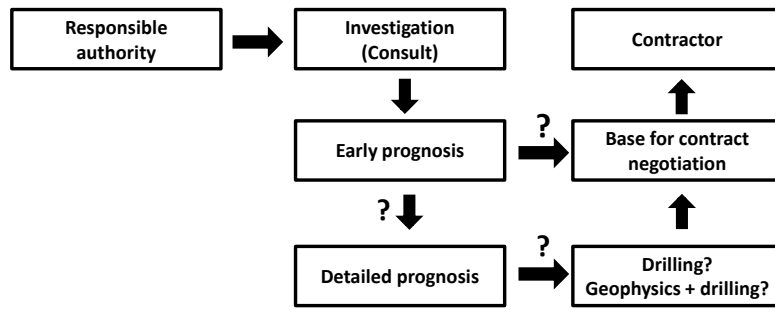 Responsible
authority
Investigation
(Consult)
Contractor
?
Early prognosis
Base for contract
negotiation
?
?
Detailed prognosis
Drilling?
Geophysics + drilling?